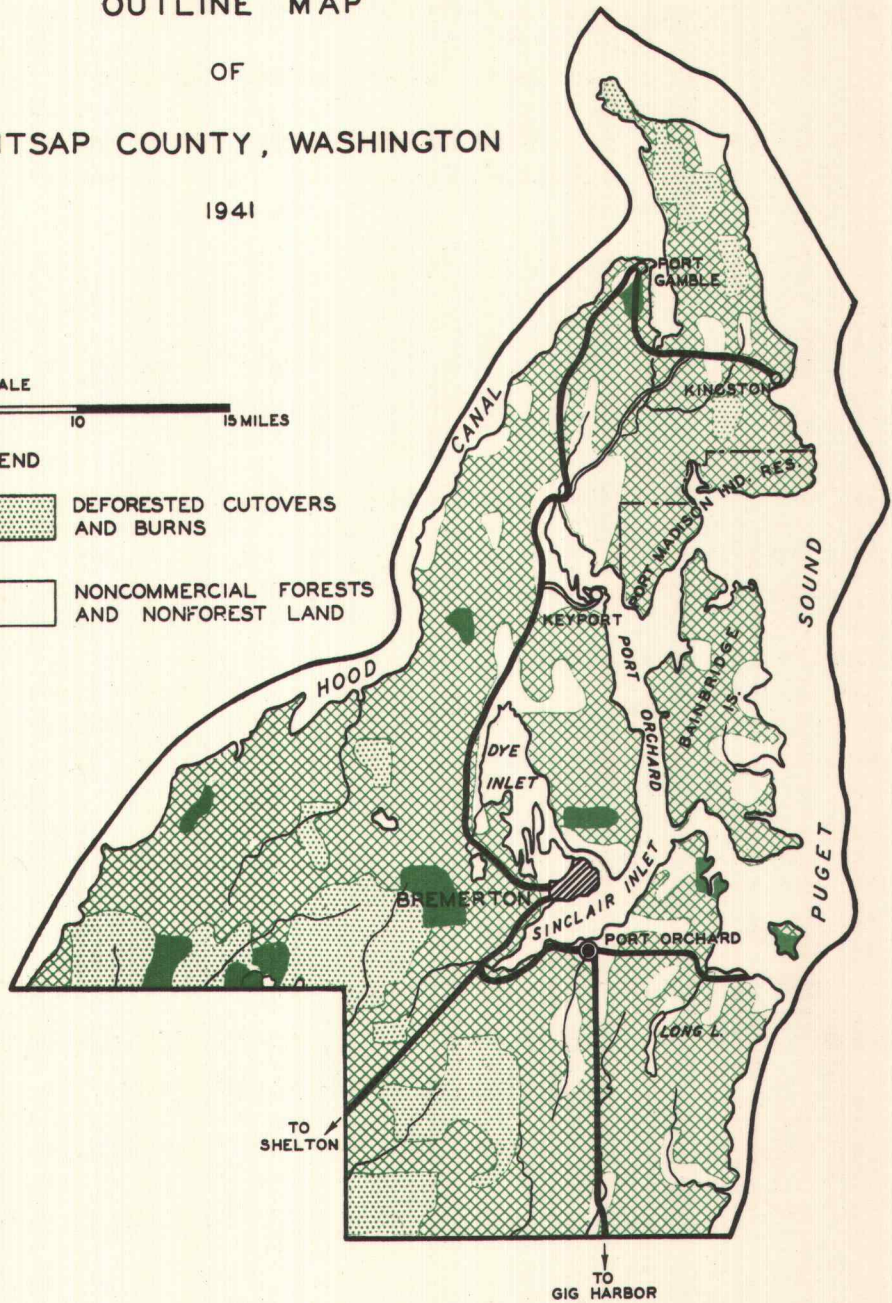 OUTLINE MAP
OF
ITSAP COUNTY, WASHINGTON
1941
ALE
10
15 MILES
END
DEFORESTED CUTOVERS
AND BURNS
NONCOMMERCIAL FORESTS
AND NONFOREST LAND
PORT
GAMBLE
KINGSTON
CANAL
PORT MADISON IND. RES.
SOUND
KEYPORT
PORT
ORCHARD
BAINBRIDGE
IS.
HOOD
DYE
INLET
PUGET
BREMERTON
SINCLAIR INLET
PORT ORCHARD
LONG L.
TO
SHELTON
TO
GIG HARBOR